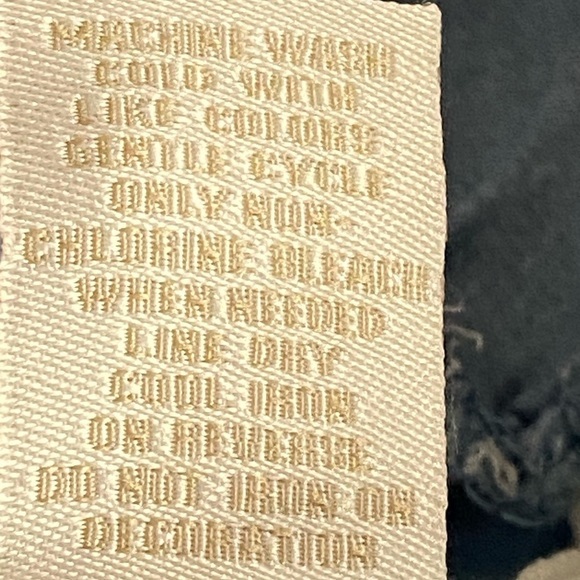 MACHINE WASH
COLD WITH
LIKE COLORS
GENTLE CYCLE
ONLY NON-
CHLORINE BLEACH
WHEN NEEDED
LINE DRY
COOL IRON
ON REVERSE
DO NOT IRON ON
DECORATION